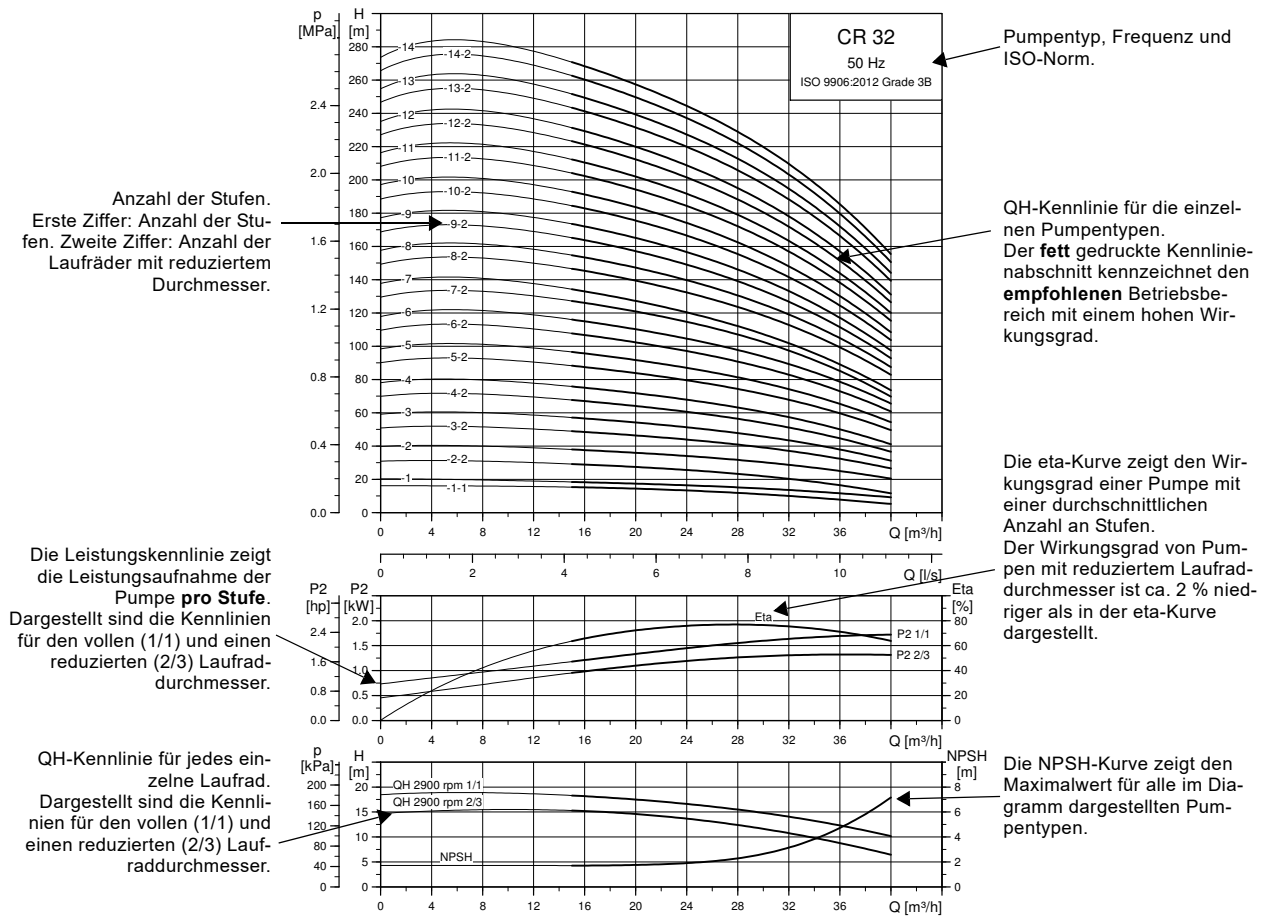 p
[MPa]
H
[m]
CR 32
50 Hz
ISO 9906:2012 Grade 3B
Pumpentyp, Frequenz und
ISO-Norm.
280
260
240
220
200
180
160
140
120
100
80
60
40
20
0
2.4
2.0
1.6
1.2
0.8
0.4
0.0
-14
-14-2
-13
-13-2
-12
-12-2
-11
-11-2
-10
-10-2
-9
-9-2
-8
-8-2
-7
-7-2
-6
-6-2
-5
-5-2
-4
-4-2
-3
-3-2
-2
-2-2
-1
-1-1
Anzahl der Stufen.
Erste Ziffer: Anzahl der Stu-
fen. Zweite Ziffer: Anzahl der
Laufräder mit reduziertem
Durchmesser.
QH-Kennlinie für die einzel-
nen Pumpentypen.
Der fett gedruckte Kennlinie-
nabschnitt kennzeichnet den
empfohlenen Betriebsbe-
reich mit einem hohen Wir-
kungsgrad.
0 4 8 12 16 20 24 28 32 36 Q [m³/h]
0 2 4 6 8 10 Q [l/s]
Die Leistungskennlinie zeigt
die Leistungsaufnahme der
Pumpe pro Stufe.
Dargestellt sind die Kennlinien
für den vollen (1/1) und einen
reduzierten (2/3) Laufrad-
durchmesser.
P2
[hp]
P2
[kW]
Eta
[%]
2.4
1.6
0.8
0.0
2.0
1.5
1.0
0.5
0.0
80
60
40
20
0
Eta
P2 1/1
P2 2/3
0 4 8 12 16 20 24 28 32 36 Q [m³/h]
Die eta-Kurve zeigt den Wir-
kungsgrad einer Pumpe mit
einer durchschnittlichen
Anzahl an Stufen.
Der Wirkungsgrad von Pum-
pen mit reduziertem Laufrad-
durchmesser ist ca. 2 % nied-
riger als in der eta-Kurve
dargestellt.
QH-Kennlinie für jedes ein-
zelne Laufrad.
Dargestellt sind die Kennli-
nien für den vollen (1/1) und
einen reduzierten (2/3) Lauf-
raddurchmesser.
p
[kPa]
H
[m]
NPSH
[m]
200
160
120
80
40
0
20
15
10
5
0
8
6
4
2
0
QH 2900 rpm 1/1
QH 2900 rpm 2/3
NPSH
0 4 8 12 16 20 24 28 32 36 Q [m³/h]
Die NPSH-Kurve zeigt den
Maximalwert für alle im Dia-
gramm dargestellten Pum-
pentypen.